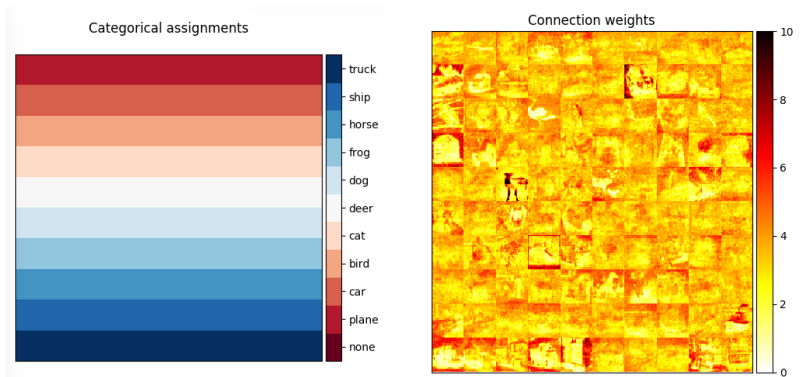 Categorical assignments
truck
ship
horse
frog
dog
deer
cat
bird
car
plane
none
Connection weights
10
8
6
4
2
0